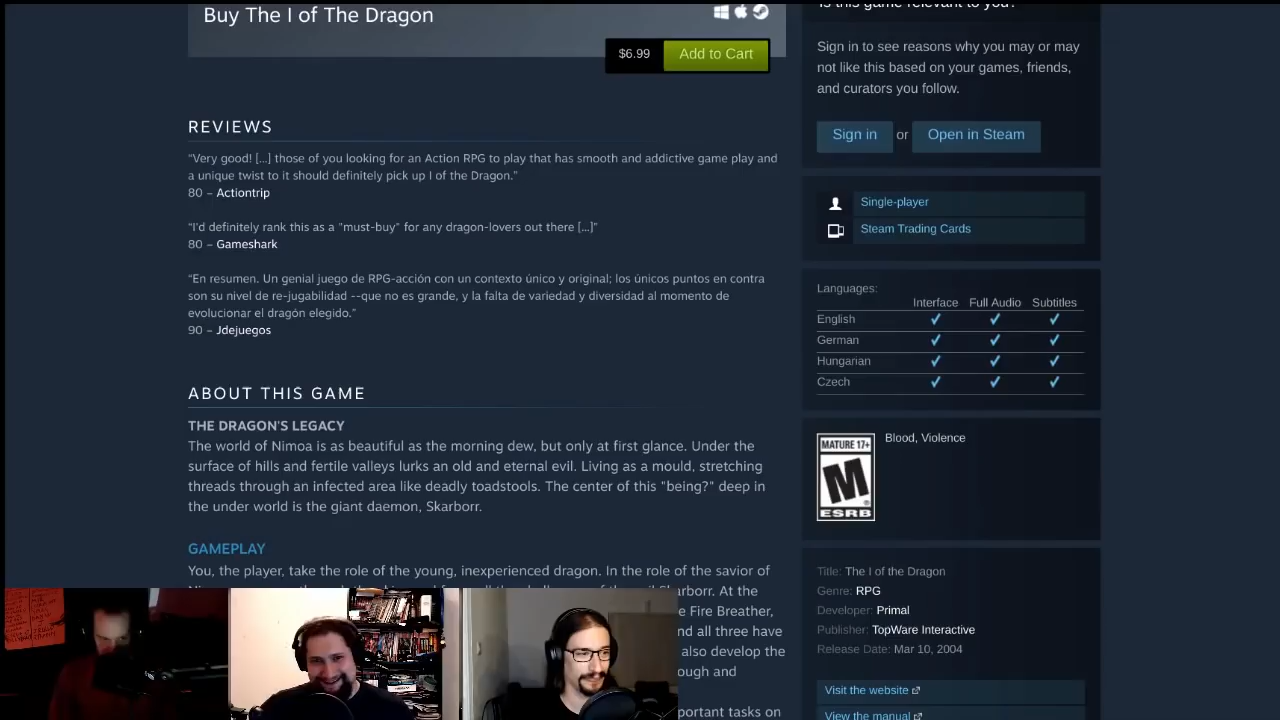 Buy The I of The Dragon
$6.99
Add to Cart
REVIEWS
“Very good! [...] those of you looking for an Action RPG to play that has smooth and addictive game play and
a unique twist to it should definitely pick up I of the Dragon.”
80 – Actiontrip
“I'd definitely rank this as a "must-buy" for any dragon-lovers out there [...]”
80 – Gameshark
“En resumen. Un genial juego de RPG-acción con un contexto único y original; los únicos puntos en contra
son su nivel de re-jugabilidad --que no es grande, y la falta de variedad y diversidad al momento de
evolucionar el dragón elegido.”
90 – Jdejuegos
ABOUT THIS GAME
THE DRAGON'S LEGACY
The world of Nimoa is as beautiful as the morning dew, but only at first glance. Under the
surface of hills and fertile valleys lurks an old and eternal evil. Living as a mould, stretching
threads through an infected area like deadly toadstools. The center of this "being?" deep in
the under world is the giant daemon, Skarborr.
GAMEPLAY
You, the player, take the role of the young, inexperienced dragon. In the role of the savior of
arborr. At the
e Fire Breather,
nd all three have
also develop the
ough and
portant tasks on
Is this game relevant to you?
Sign in to see reasons why you may or may
not like this based on your games, friends,
and curators you follow.
Sign in or Open in Steam
Single-player
Steam Trading Cards
Languages:
Interface Full Audio Subtitles
English ✔ ✔ ✔
German ✔ ✔ ✔
Hungarian ✔ ✔ ✔
Czech ✔ ✔ ✔
MATURE 17+
M
ESRB
Blood, Violence
Title: The I of the Dragon
Genre: RPG
Developer: Primal
Publisher: TopWare Interactive
Release Date: Mar 10, 2004
Visit the website
View the manual